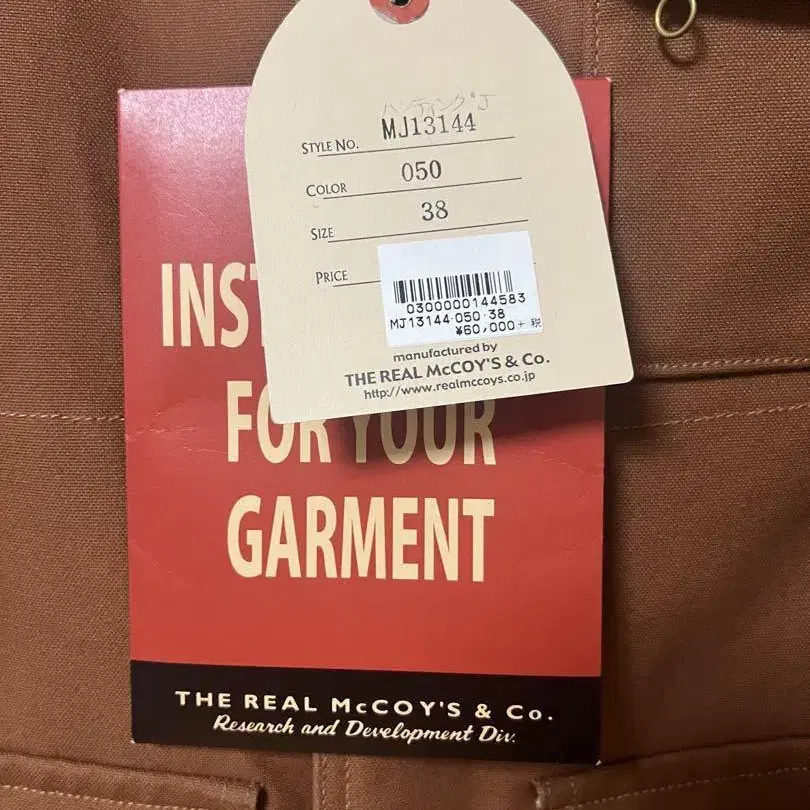 ハンティングJ
STYLE NO. MJ13144
COLOR 050
SIZE 38
PRICE
0300000144583
MJ13144-050-38
¥60,000+税
manufactured by
THE REAL McCOY'S & Co.
http://www.realmccoys.co.jp
FOR YOUR
GARMENT
THE REAL McCOY'S & Co.
Research and Development Div.